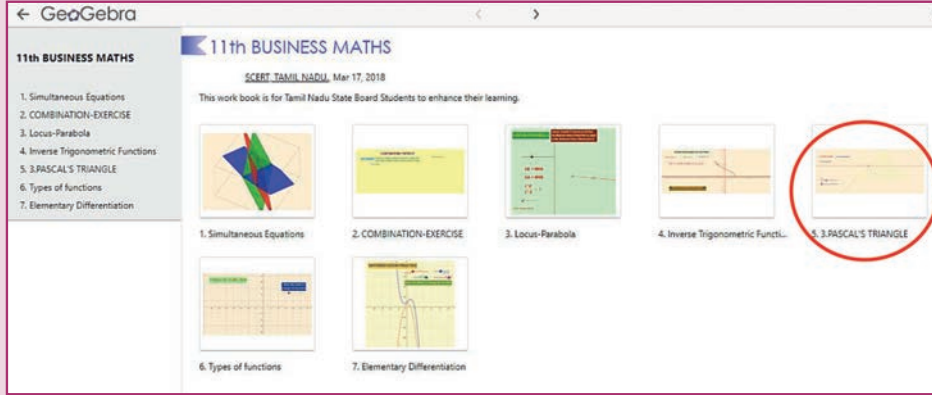 ← GeoGebra
11th BUSINESS MATHS
1. Simultaneous Equations
2. COMBINATION-EXERCISE
3. Locus-Parabola
4. Inverse Trigonometric Functions
5. 3.PASCAL'S TRIANGLE
6. Types of functions
7. Elementary Differentiation
11th BUSINESS MATHS
SCERT, TAMIL NADU, Mar 17, 2018
This work book is for Tamil Nadu State Board Students to enhance their learning.
1. Simultaneous Equations
2. COMBINATION-EXERCISE
3. Locus-Parabola
4. Inverse Trigonometric Functi...
5. 3.PASCAL'S TRIANGLE
6. Types of functions
7. Elementary Differentiation